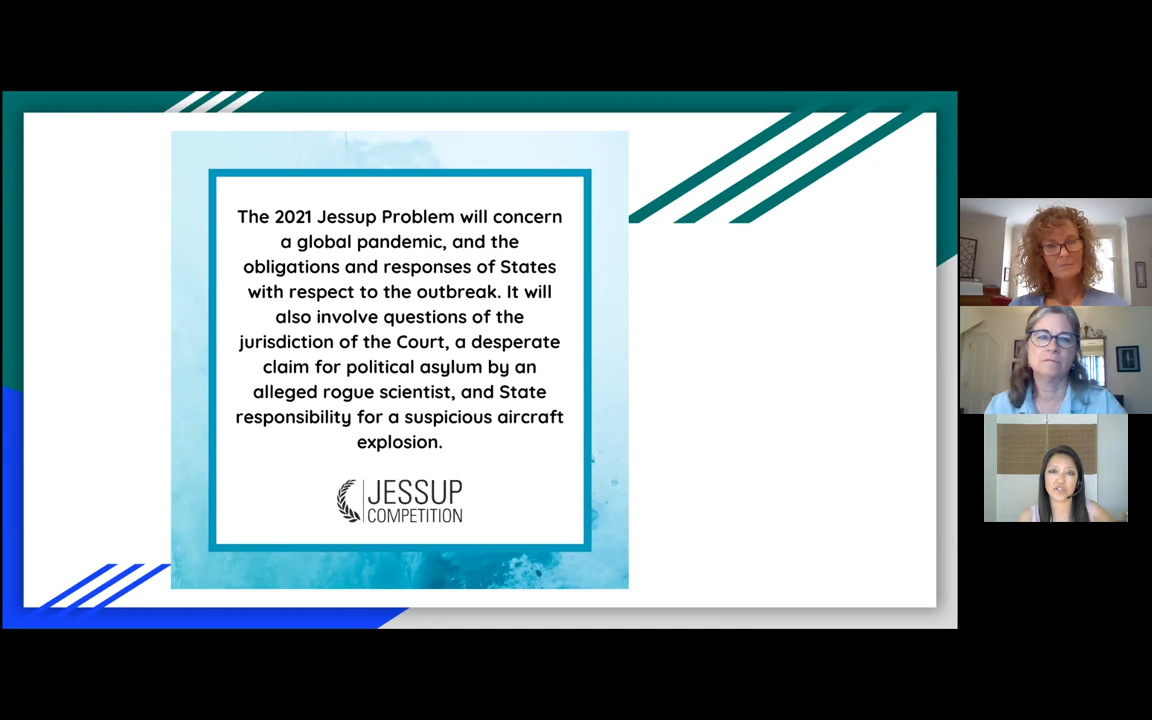 The 2021 Jessup Problem will concern
a global pandemic, and the
obligations and responses of States
with respect to the outbreak. It will
also involve questions of the
jurisdiction of the Court, a desperate
claim for political asylum by an
alleged rogue scientist, and State
responsibility for a suspicious aircraft
explosion.
JESSUP
COMPETITION